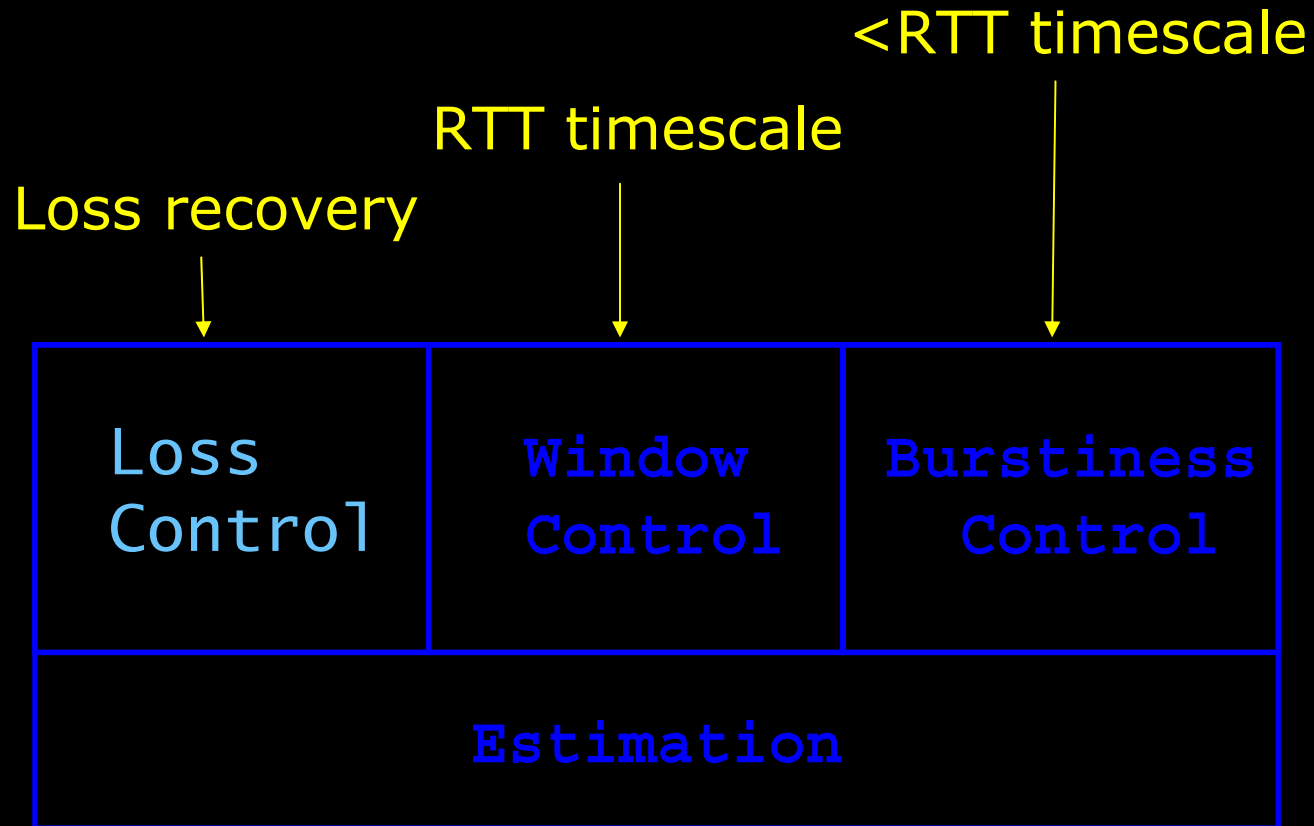 <RTT timescale
RTT timescale
Loss recovery
Loss
Control
Window
Control
Burstiness
Control
Estimation